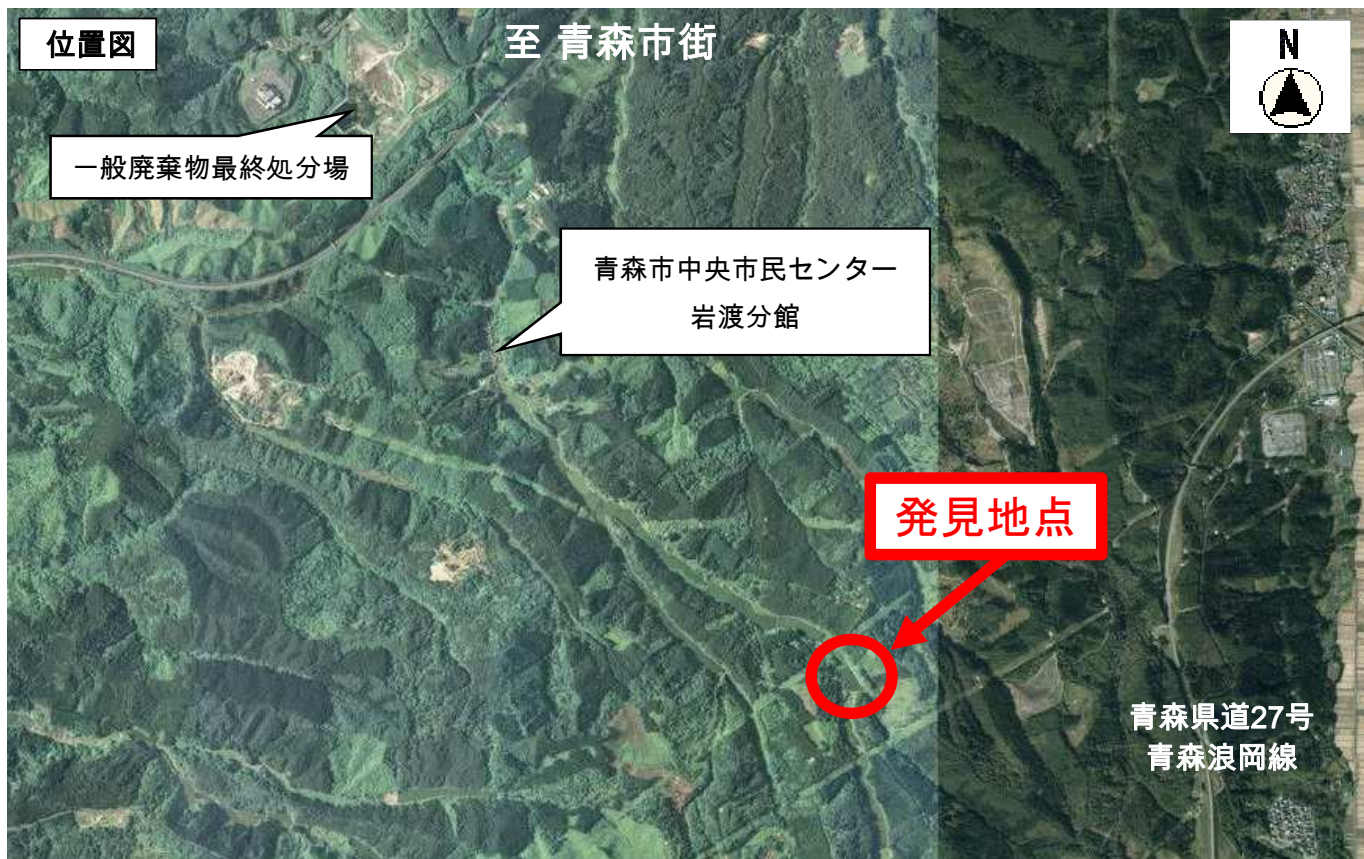 位置図
至 青森市街
N
一般廃棄物最終処分場
青森市中央市民センター
岩渡分館
発見地点
青森県道27号
青森浪岡線